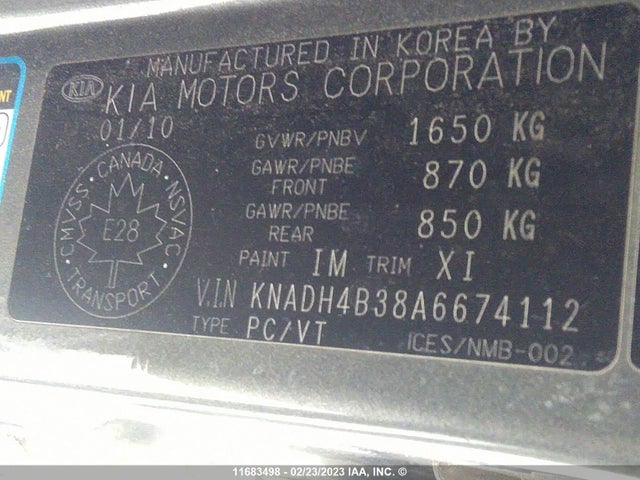 MANUFACTURED IN KOREA BY
KIA KIA MOTORS CORPORATION
01/10
GVWR/PNBV 1650 KG
GAWR/PNBE FRONT 870 KG
GAWR/PNBE REAR 850 KG
PAINT IM TRIM XI
CMVSS • CANADA • NSVAC • TRANSPORT •
E28
V.I.N KNADH4B38A6674112
TYPE PC/VT ICES/NMB-002
NT
11683498 - 02/23/2023 IAA, INC. ©